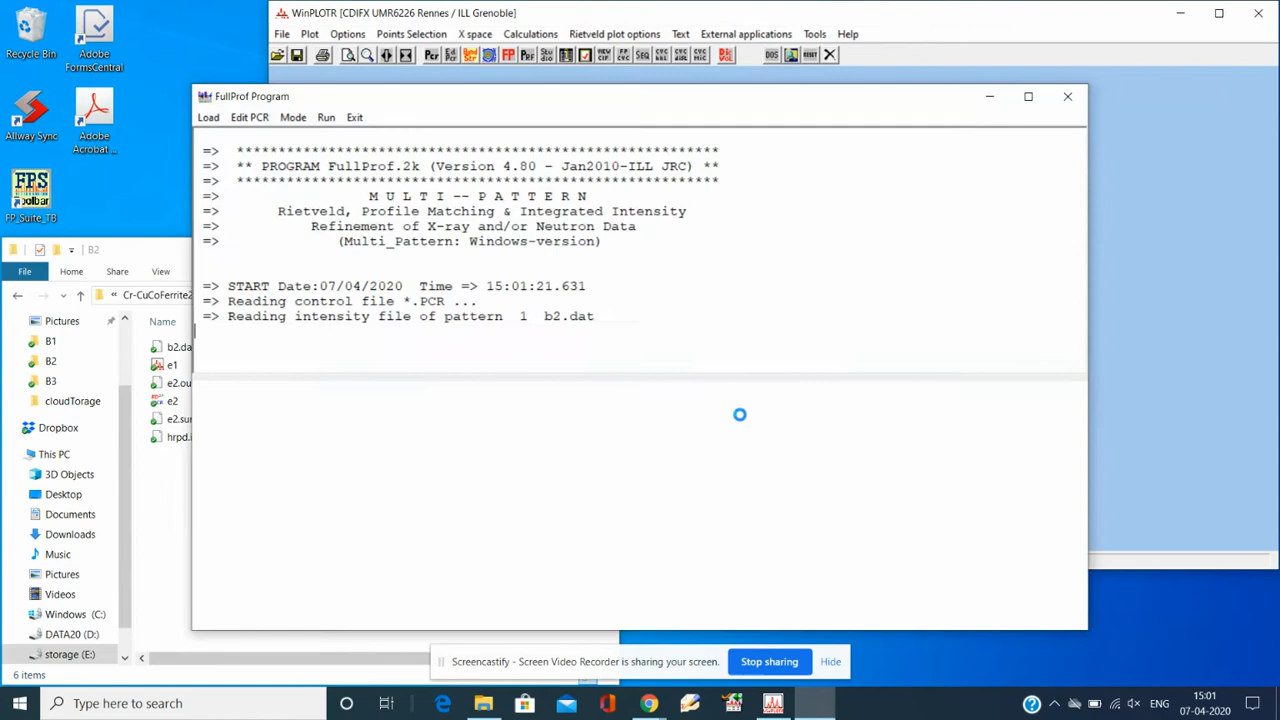 Recycle Bin
Adobe FormsCentral
Allway Sync
Adobe Acrobat ...
FPS
olbar
FP_Suite_TB
WinPLOTR [CDIFX UMR6226 Rennes / ILL Grenoble]
File Plot Options Points Selection X space Calculations Rietveld plot options Text External applications Tools Help
FullProf Program
Load Edit PCR Mode Run Exit
=> **********************************************************
=> ** PROGRAM FullProf.2k (Version 4.80 - Jan2010-ILL JRC) **
=> **********************************************************
=> M U L T I -- P A T T E R N
=> Rietveld, Profile Matching & Integrated Intensity
=> Refinement of X-ray and/or Neutron Data
=> (Multi_Pattern: Windows-version)
=> START Date:07/04/2020 Time => 15:01:21.631
=> Reading control file *.PCR ...
=> Reading intensity file of pattern 1 b2.dat
B2
File Home Share View
« Cr-CuCoFerrite2
Pictures
B1
B2
B3
cloudTorage
Dropbox
This PC
3D Objects
Desktop
Documents
Downloads
Music
Pictures
Videos
Windows (C:)
DATA20 (D:)
storage (E:)
Name
b2.da
e1
e2.ou
e2
e2.sur
hrpd.i
6 items
Screencastify - Screen Video Recorder is sharing your screen. Stop sharing Hide
Type here to search
ENG
15:01
07-04-2020